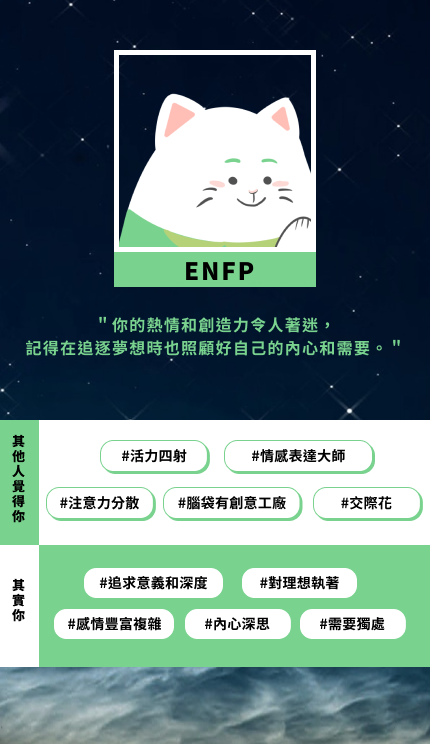 ENFP
"你的熱情和創造力令人著迷，
記得在追逐夢想時也照顧好自己的內心和需要。"
其他人覺得你
#活力四射
#情感表達大師
#注意力分散
#腦袋有創意工廠
#交際花
其實你
#追求意義和深度
#對理想執著
#感情豐富複雜
#內心深思
#需要獨處